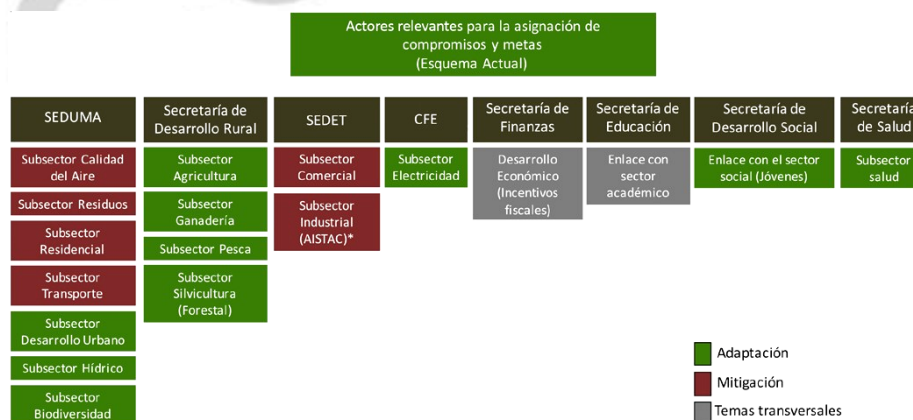 Actores relevantes para la asignación de
compromisos y metas
(Esquema Actual)
SEDUMA
Subsector Calidad
del Aire
Subsector Residuos
Subsector
Residencial
Subsector
Transporte
Subsector
Desarrollo Urbano
Subsector Hídrico
Subsector
Biodiversidad
Secretaría de
Desarrollo Rural
Subsector
Agricultura
Subsector
Ganadería
Subsector Pesca
Subsector
Silvicultura
(Forestal)
SEDET
Subsector
Comercial
Subsector
Industrial
(AISTAC)*
CFE
Subsector
Electricidad
Secretaría de
Finanzas
Desarrollo
Económico
(Incentivos
fiscales)
Secretaría de
Educación
Enlace con
sector
académico
Secretaría de
Desarrollo Social
Enlace con el sector
social (Jóvenes)
Secretaría
de Salud
Subsector
salud
Adaptación
Mitigación
Temas transversales